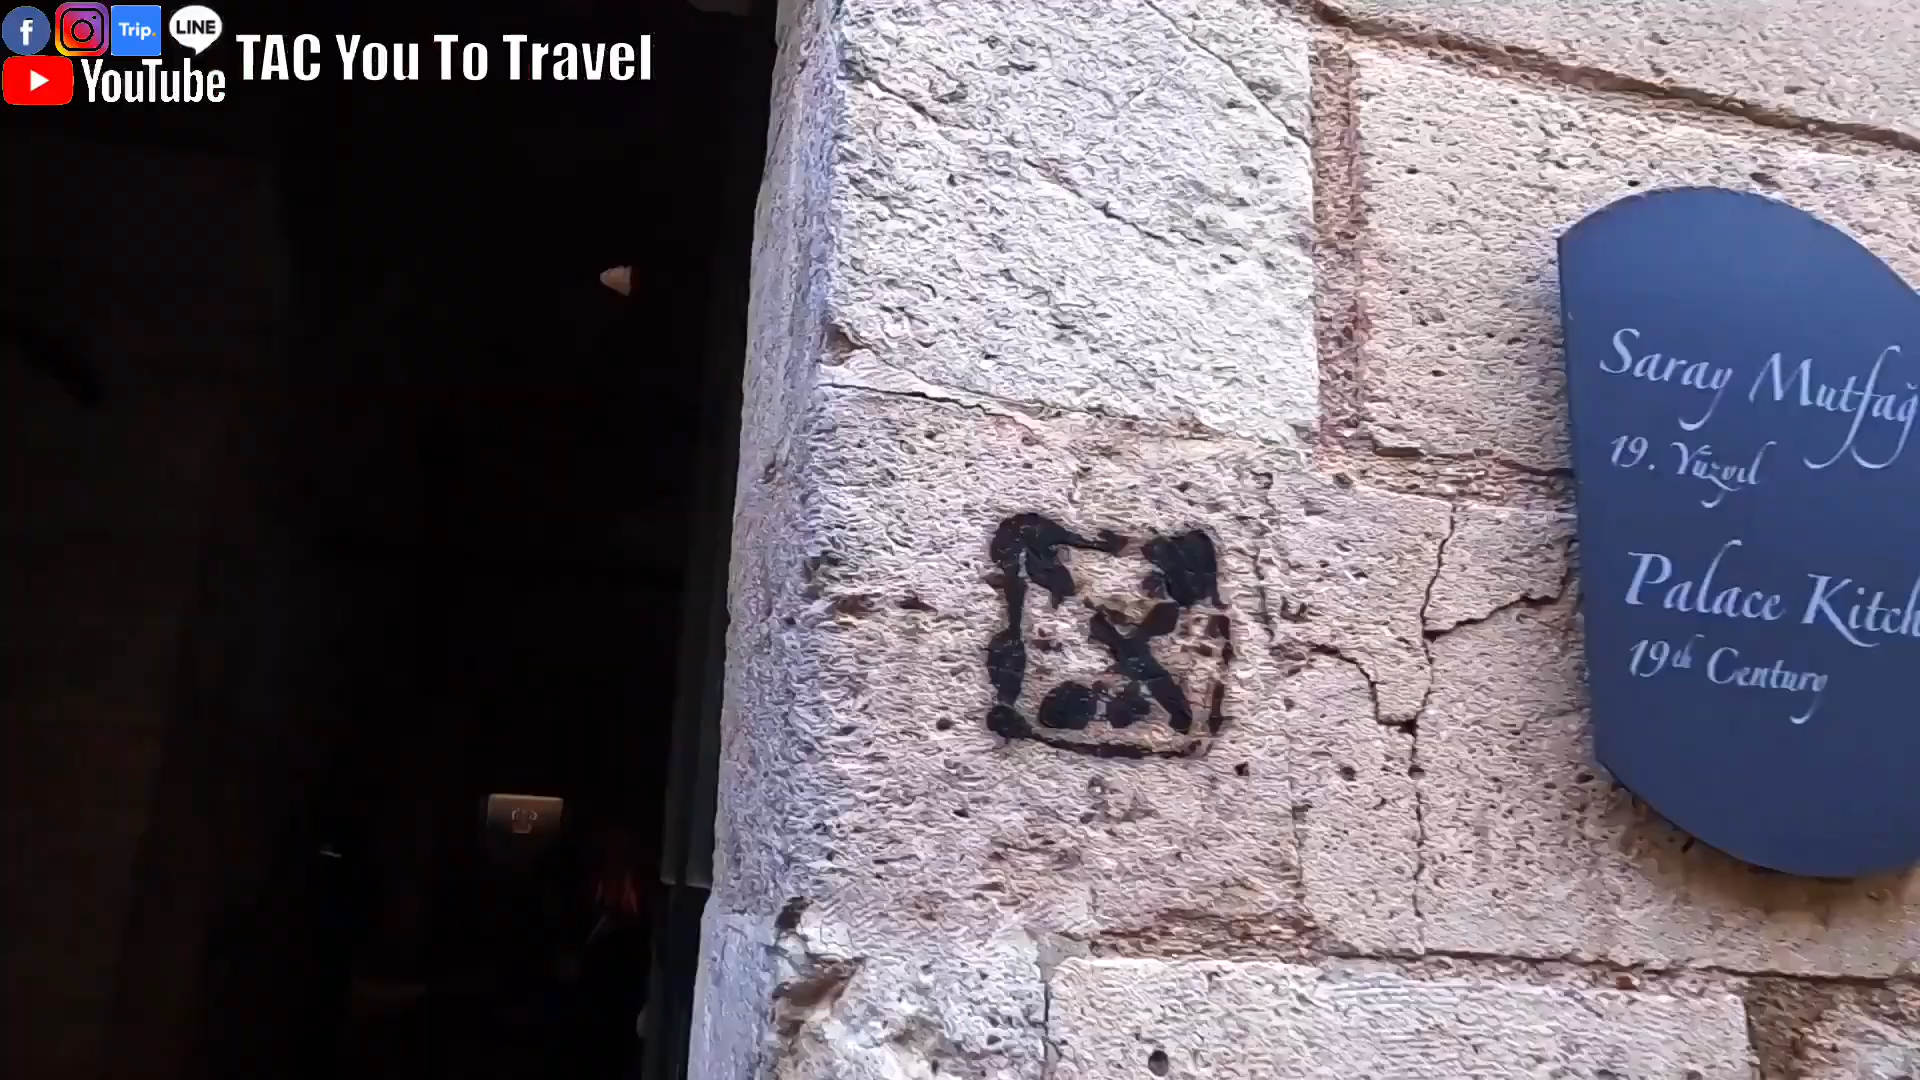 Trip.
LINE
YouTube
TAC You To Travel
Saray Mutfağ
19. Yüzyıl
Palace Kitch
19th Century